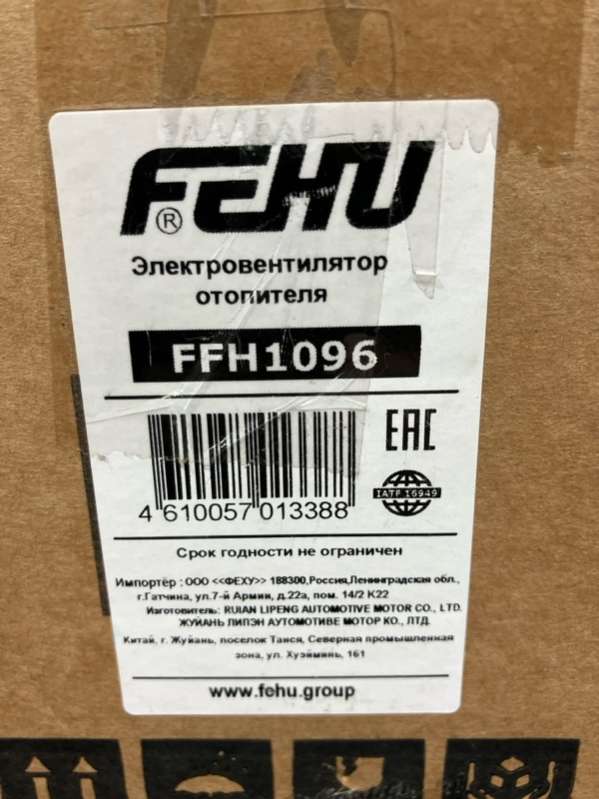 FEHU
®
Электровентилятор
отопителя
FFH1096
EAC
IATF 16949
4 610057 013388
Срок годности не ограничен
Импортёр : ООО <<ФЕХУ>> 188300,Россия,Ленинградская обл.,
г.Гатчина, ул.7-й Армии, д.22а, пом. 14/2 К22
Изготовитель: RUIAN LIPENG AUTOMOTIVE MOTOR CO., LTD.
ЖУЙАНЬ ЛИПЭН АУТОМОТИВЕ МОТОР КО., ЛТД.
Китай, г. Жуйань, поселок Танся, Северная промышленная
зона, ул. Хуэйминь, 161
www.fehu.group